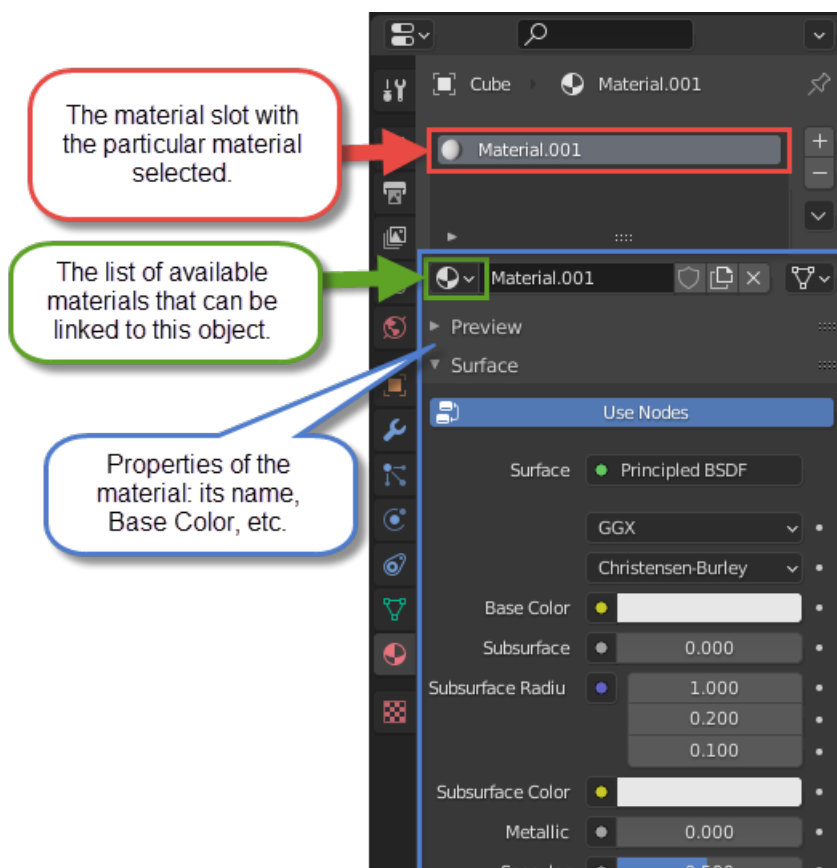 Cube
Material.001
The material slot with
the particular material
selected.
Material.001
The list of available
materials that can be
linked to this object.
Material.001
Preview
Surface
Use Nodes
Properties of the
material: its name,
Base Color, etc.
Surface
Principled BSDF
GGX
Christensen-Burley
Base Color
Subsurface
0.000
Subsurface Radiu
1.000
0.200
0.100
Subsurface Color
Metallic
0.000